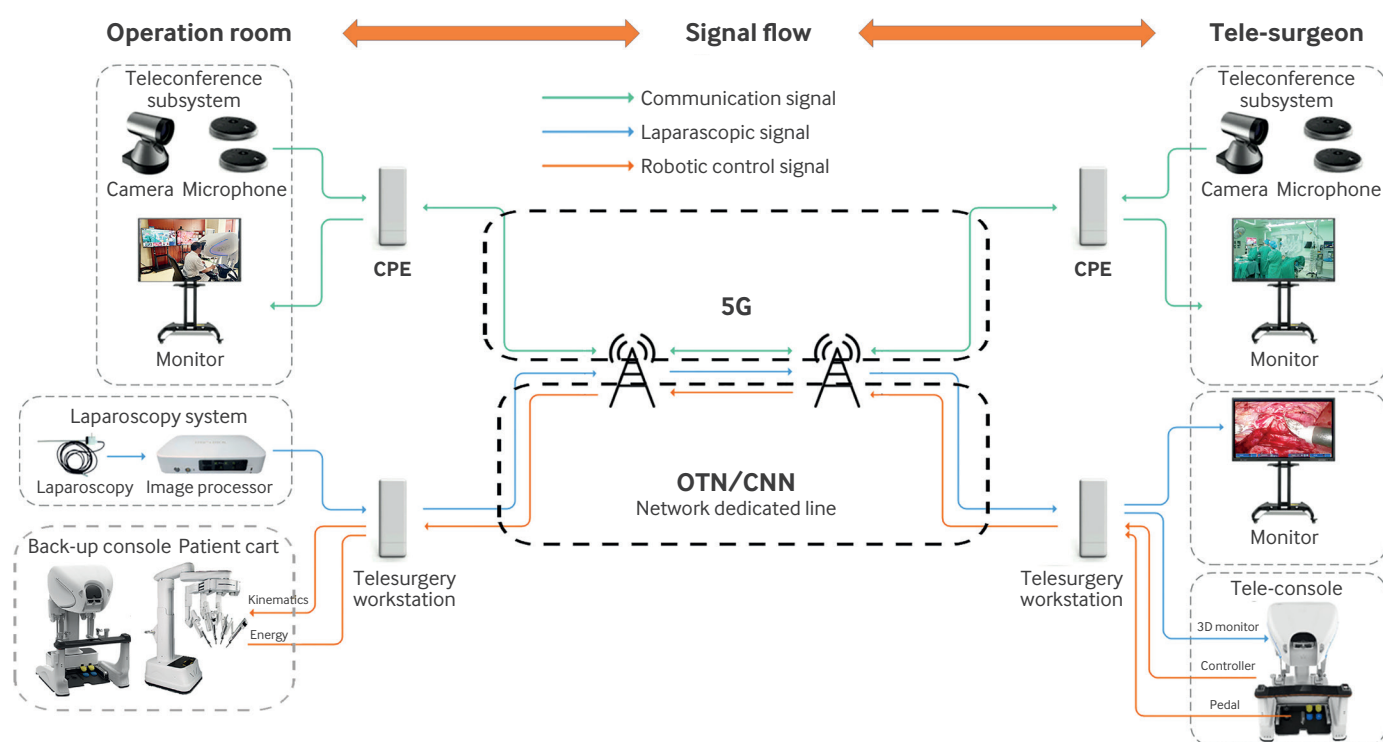 Operation room
Signal flow
Tele-surgeon
Teleconference
subsystem
Camera
Microphone
Monitor
CPE
Communication signal
Laparascopic signal
Robotic control signal
Teleconference
subsystem
Camera
Microphone
CPE
Monitor
5G
Laparoscopy system
Laparoscopy
Image processor
OTN/CNN
Network dedicated line
Monitor
Back-up console
Patient cart
Kinematics
Energy
Telesurgery
workstation
Telesurgery
workstation
Tele-console
3D monitor
Controller
Pedal